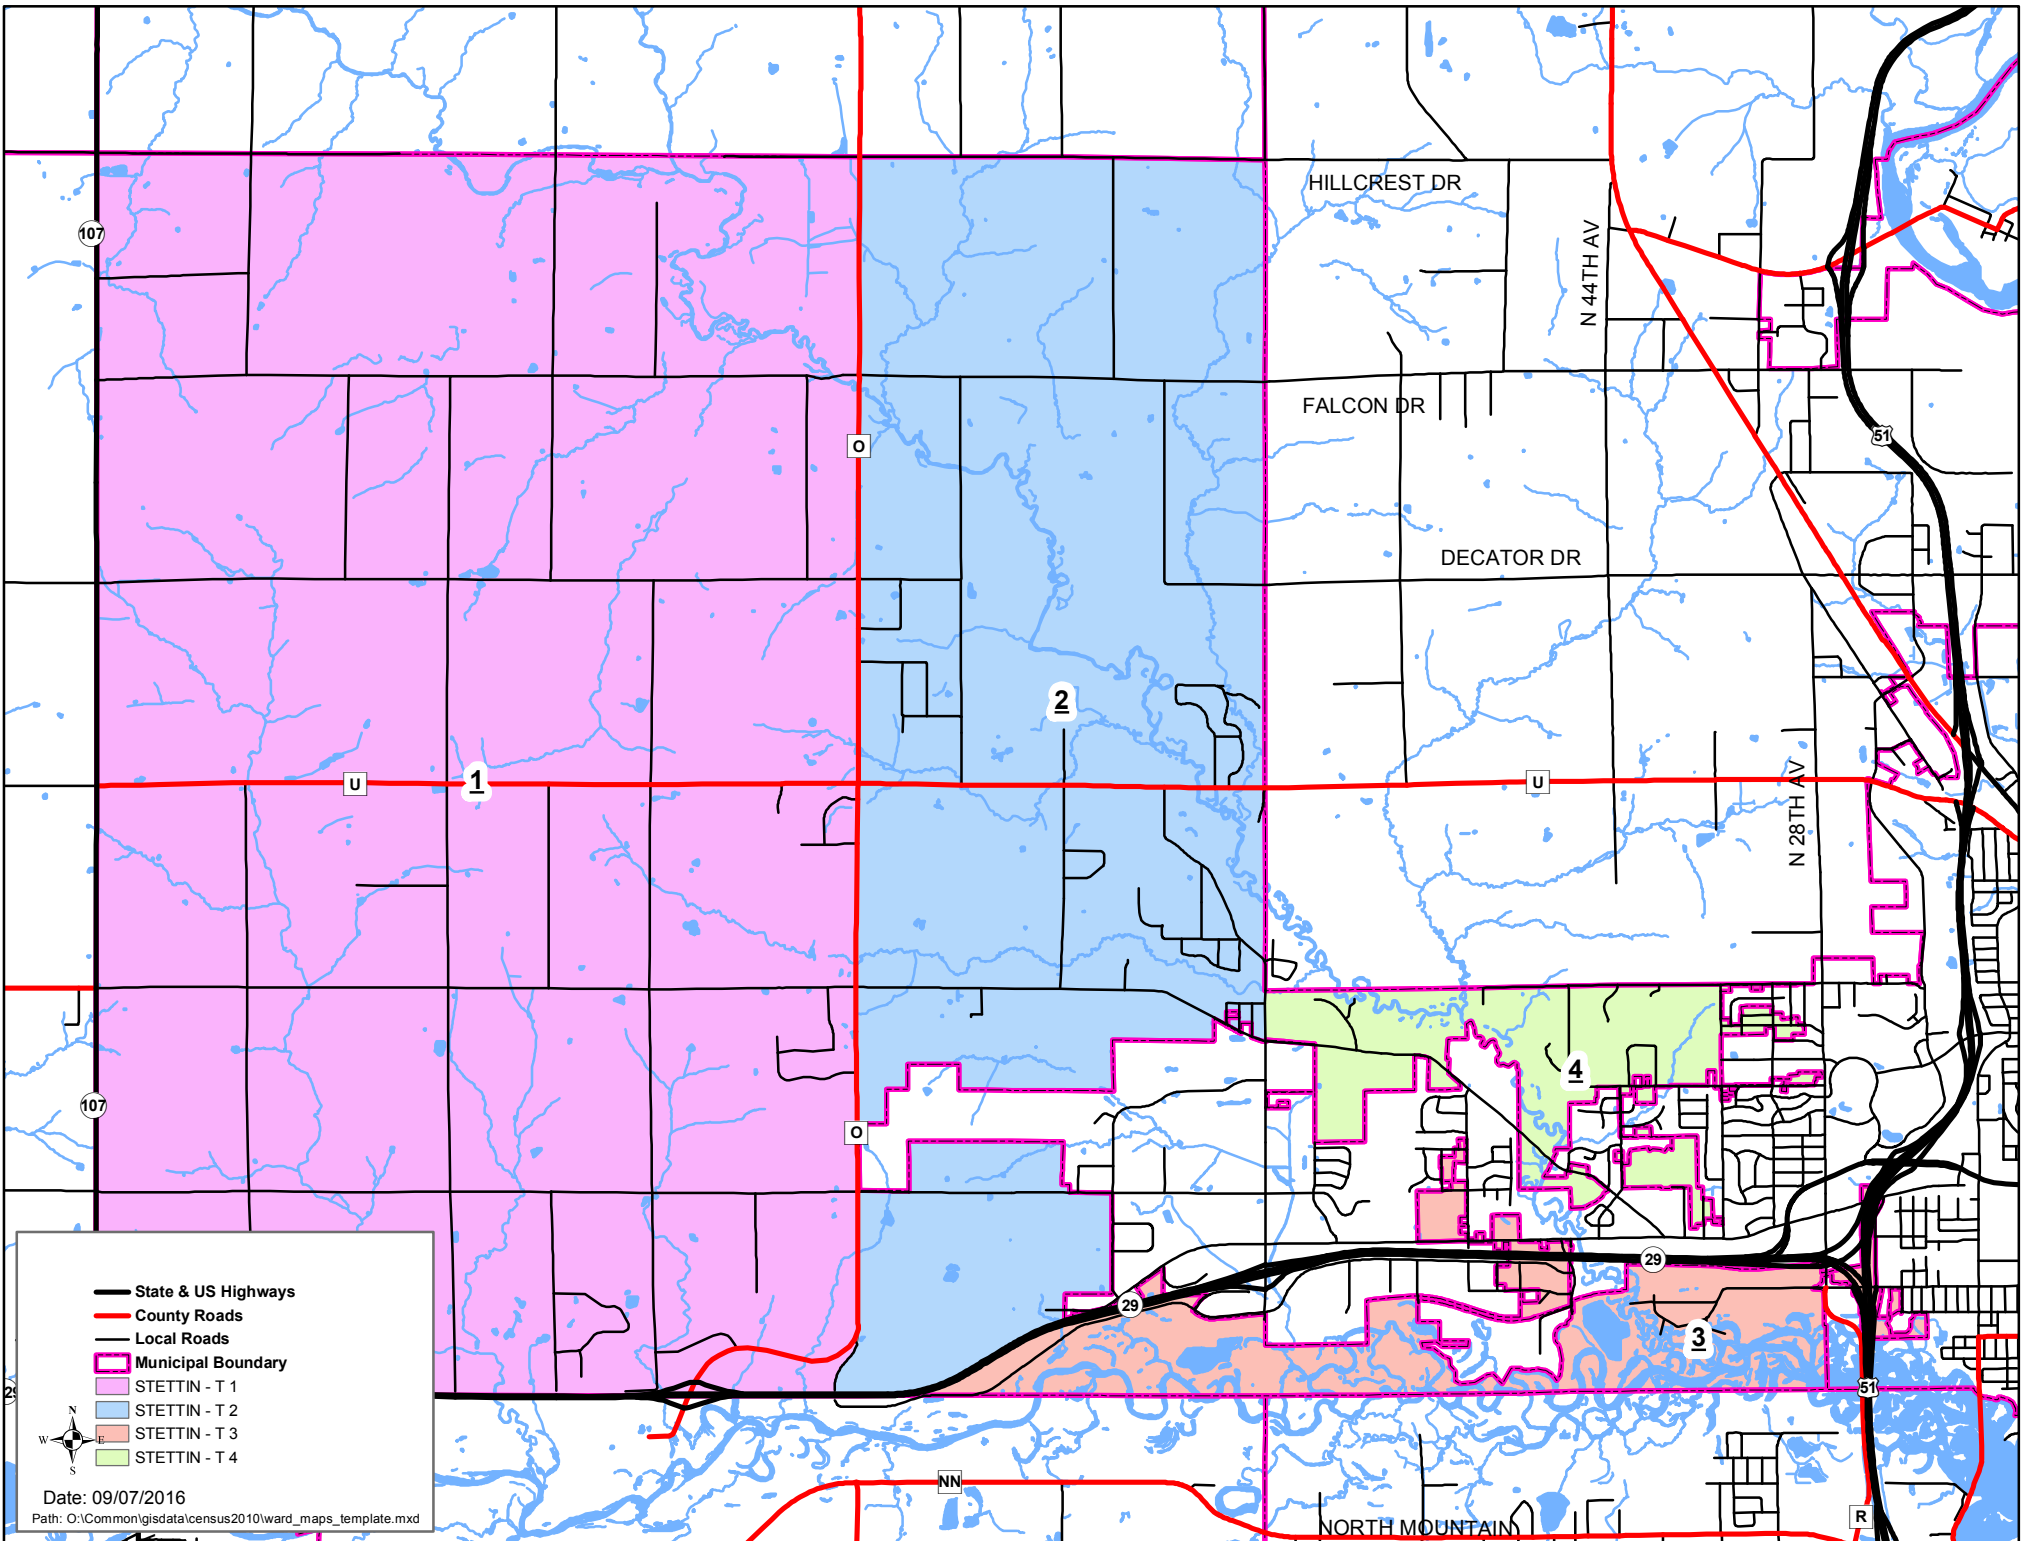 HILLCREST DR
107
N 44TH AV
FALCON DR
51
O
DECATOR DR
2
U
1
U
N 28TH AV
4
107
O
29
29
3
State & US Highways
County Roads
Local Roads
Municipal Boundary
STETTIN - T 1
STETTIN - T 2
STETTIN - T 3
STETTIN - T 4
N
W
E
S
29
51
Date: 09/07/2016
Path: O:\Common\gisdata\census2010\ward_maps_template.mxd
NN
NORTH MOUNTAIN
R